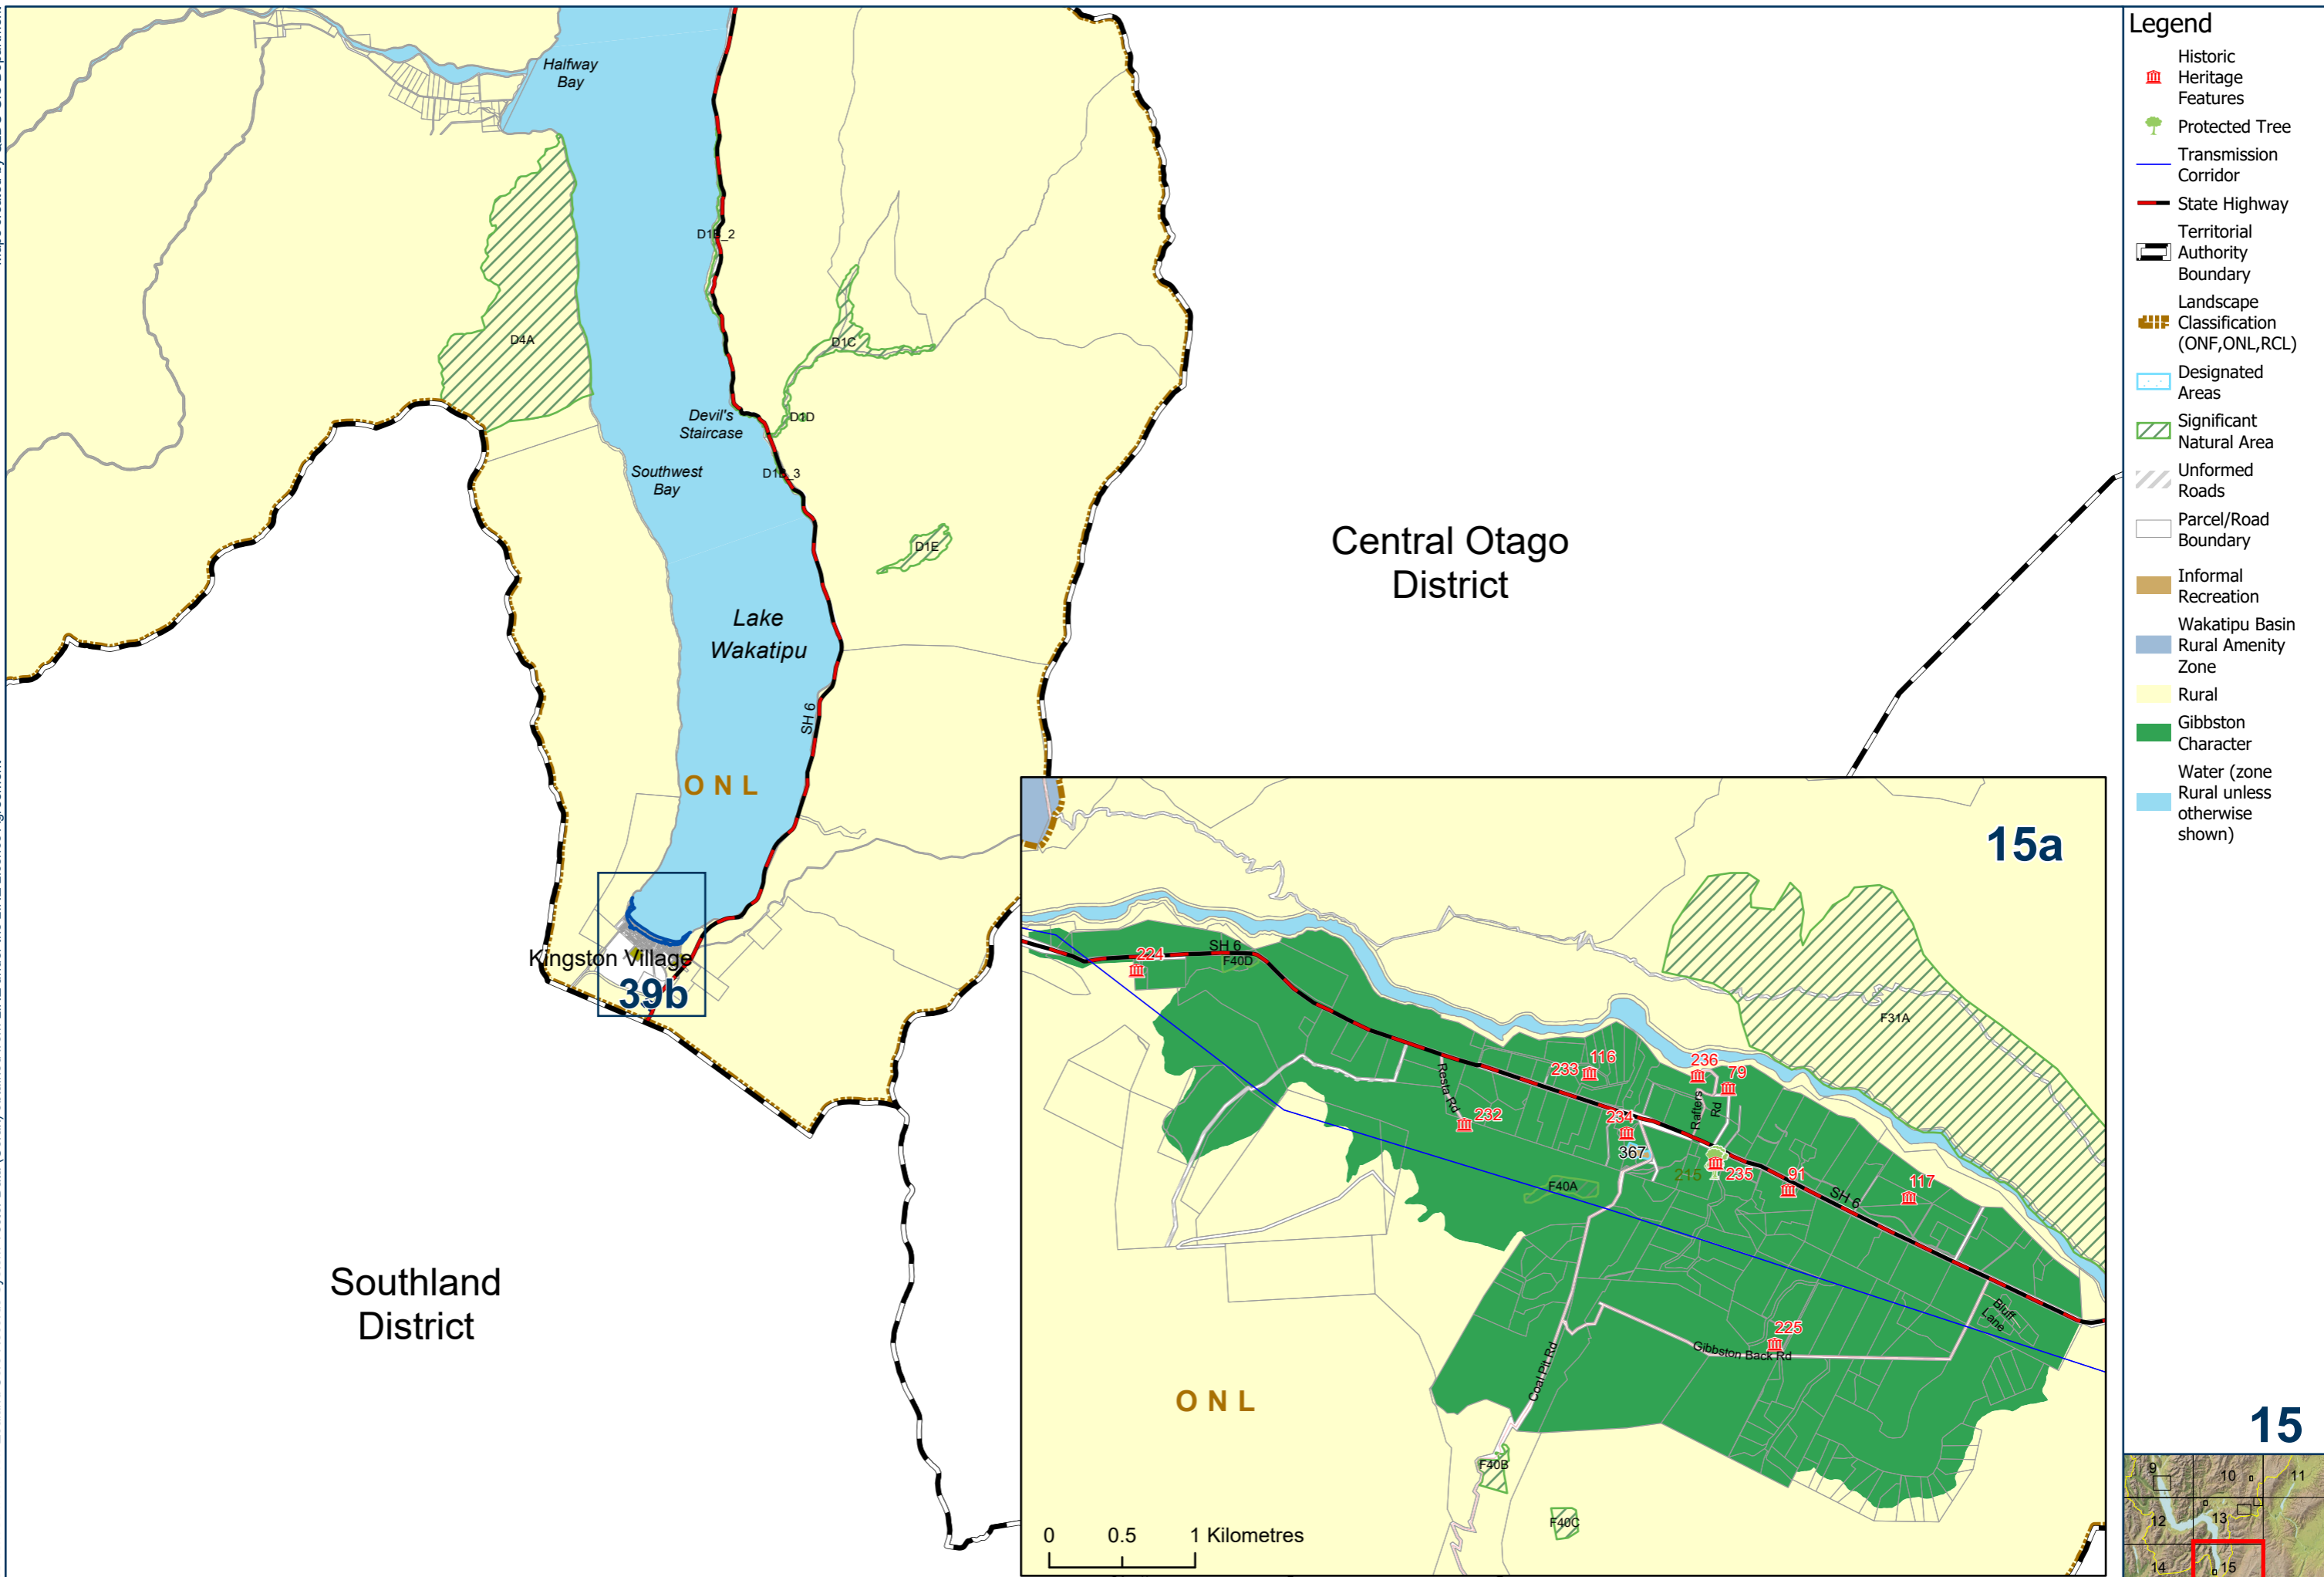 Halfway
Bay
D1B_2
D4A
D1C
Devil's
Staircase
D1D
Southwest
Bay
D1B_3
D1E
Central Otago
District
Lake
Wakatipu
SH 6
O N L
Kingston Village
39b
Southland
District
15a
224
SH 6
F40D
F31A
233
116
236
79
Resta Rd
232
234
Rafters
Rd
367
215
235
91
F40A
SH 6
117
Bluff
Lane
225
Gibbston Back Rd
Coal Pit Rd
O N L
F40B
F40C
0 0.5 1 Kilometres
Legend
Historic
Heritage
Features
Protected Tree
Transmission
Corridor
State Highway
Territorial
Authority
Boundary
Landscape
Classification
(ONF,ONL,RCL)
Designated
Areas
Significant
Natural Area
Unformed
Roads
Parcel/Road
Boundary
Informal
Recreation
Wakatipu Basin
Rural Amenity
Zone
Rural
Gibbston
Character
Water (zone
Rural unless
otherwise
shown)
15
9 10 11
12 13
14 15